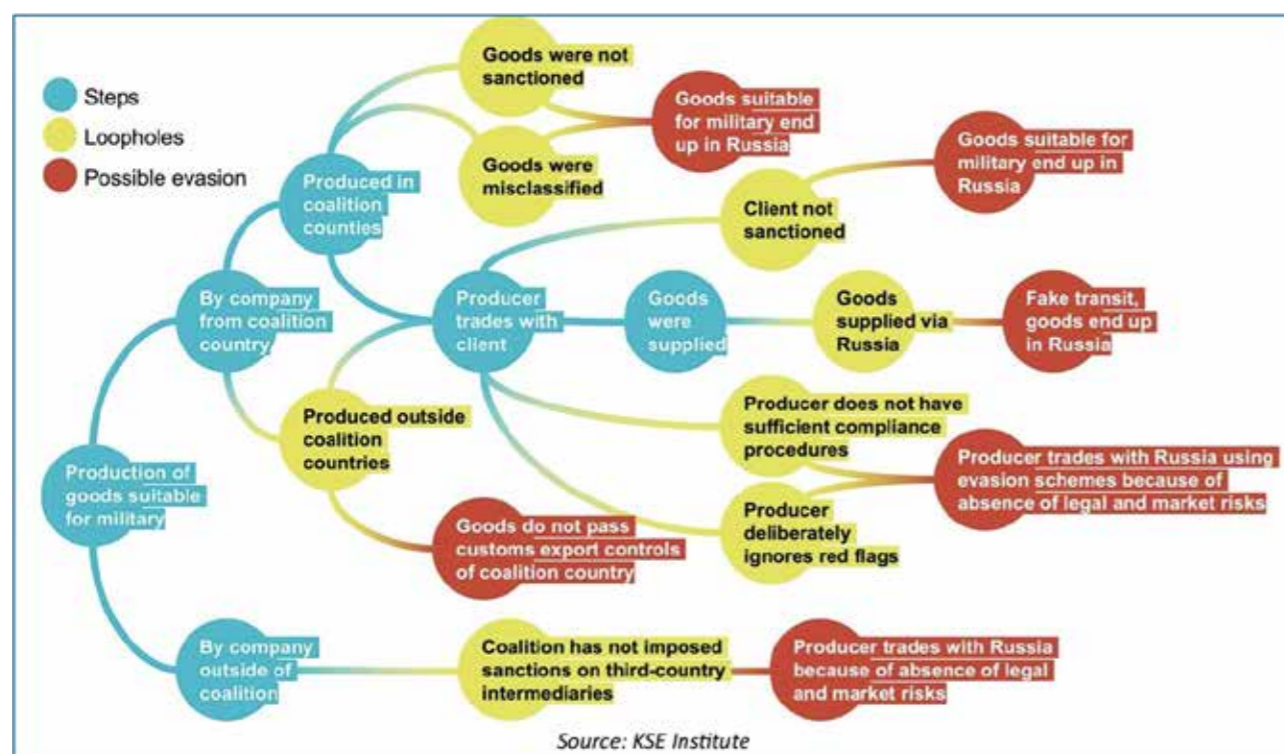 Steps
Loopholes
Possible evasion
Goods were not
sanctioned
Goods were
misclassified
Goods suitable
for military end
up in Russia
Goods suitable for
military end up in
Russia
Produced in
coalition
counties
Client not
sanctioned
By company
from coalition
country
Producer
trades with
client
Goods
were
supplied
Goods
supplied via
Russia
Fake transit,
goods end up
in Russia
Produced outside
coalition
countries
Producer does not have
sufficient compliance
procedures
Production of
goods suitable
for military
Producer trades with Russia using
evasion schemes because of
absence of legal and market risks
Goods do not pass
customs export controls
of coalition country
Producer
deliberately
ignores red flags
By company
outside of
coalition
Coalition has not imposed
sanctions on third-country
intermediaries
Producer trades with Russia
because of absence of legal
and market risks
Source: KSE Institute